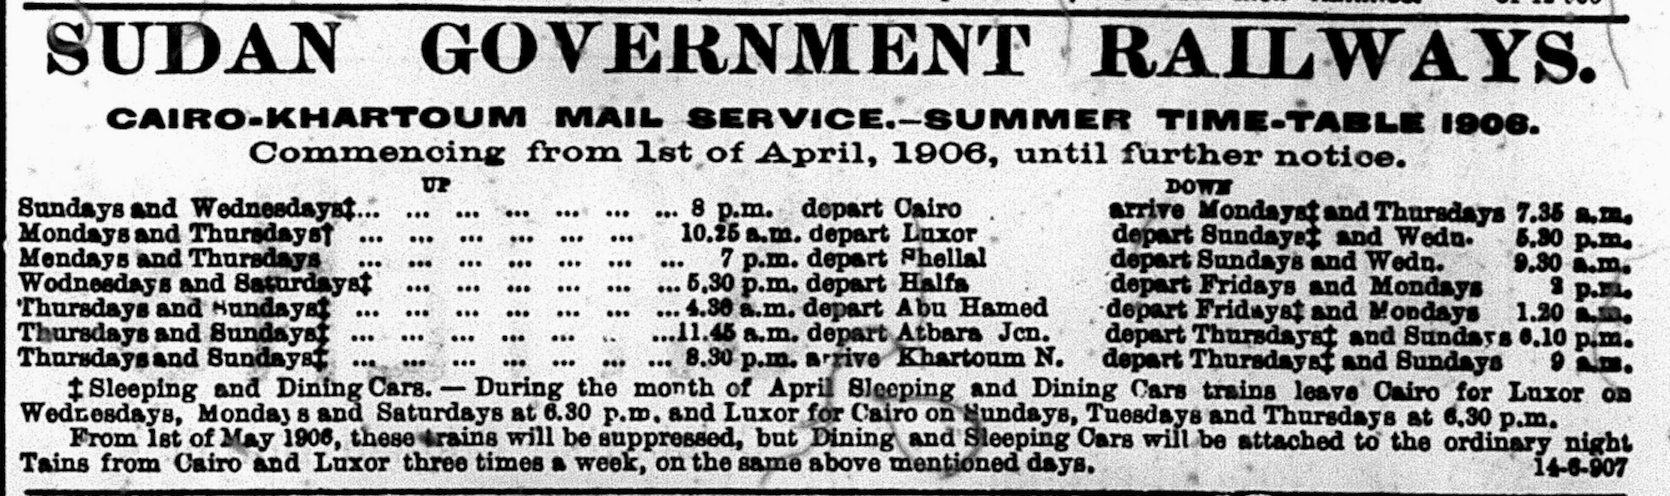 SUDAN GOVERNMENT RAILWAYS.
CAIRO-KHARTOUM MAIL SERVICE.—SUMMER TIME-TABLE 1906.
Commencing from 1st of April, 1906, until further notice.
UP DOWN
Sundays and Wednesdays‡... ... ... ... ... ... ... 8 p.m. depart Cairo arrive Mondays‡ and Thursdays 7.35 a.m.
Mondays and Thursdays† ... ... ... ... ... ... 10.25 a.m. depart Luxor depart Sundays‡ and Wedn. 5.30 p.m.
Mondays and Thursdays ... ... ... ... ... ... ... 7 p.m. depart Shellal depart Sundays and Wedn. 9.30 a.m.
Wednesdays and Saturdays‡ ... ... ... ... ... ... 5.30 p.m. depart Halfa depart Fridays and Mondays p.m.
Thursdays and Sundays‡ ... ... ... ... ... ... ... 4.30 a.m. depart Abu Hamed depart Fridays‡ and Mondays 1.20 a.m.
Thursdays and Sundays‡ ... ... ... ... ... .. ...11.45 a.m. depart Atbara Jcn. depart Thursdays‡ and Sundays 6.10 p.m.
Thursdays and Sundays‡ ... ... ... ... ... ... ... 8.30 p.m. arrive Khartoum N. depart Thursdays‡ and Sundays 9 a.m.
‡ Sleeping and Dining Cars. — During the month of April Sleeping and Dining Cars trains leave Cairo for Luxor on
Wednesdays, Mondays and Saturdays at 6.30 p.m. and Luxor for Cairo on Sundays, Tuesdays and Thursdays at 6.30 p.m.
From 1st of May 1906, these trains will be suppressed, but Dining and Sleeping Cars will be attached to the ordinary night
Tains from Cairo and Luxor three times a week, on the same above mentioned days. 14-6-907